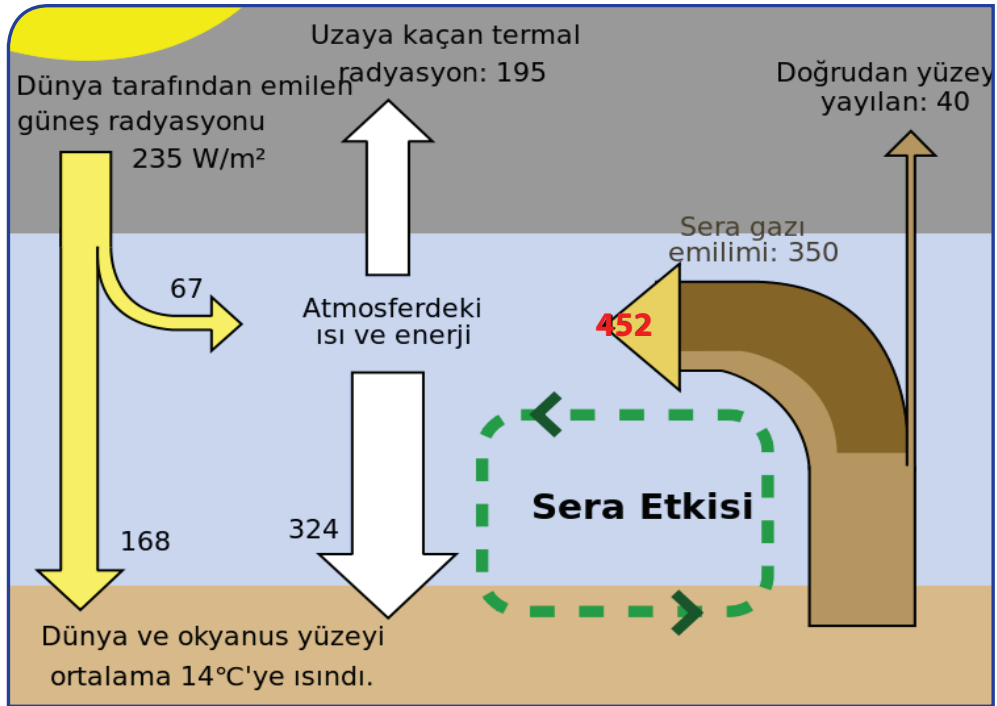 Uzaya kaçan termal
radyasyon: 195
Dünya tarafından emilen
güneş radyasyonu
235 W/m²
Doğrudan yüzey
yayılan: 40
Sera gazı
emilimi: 350
67
Atmosferdeki
ısı ve enerji
452
Sera Etkisi
168
324
Dünya ve okyanus yüzeyi
ortalama 14°C'ye ısındı.